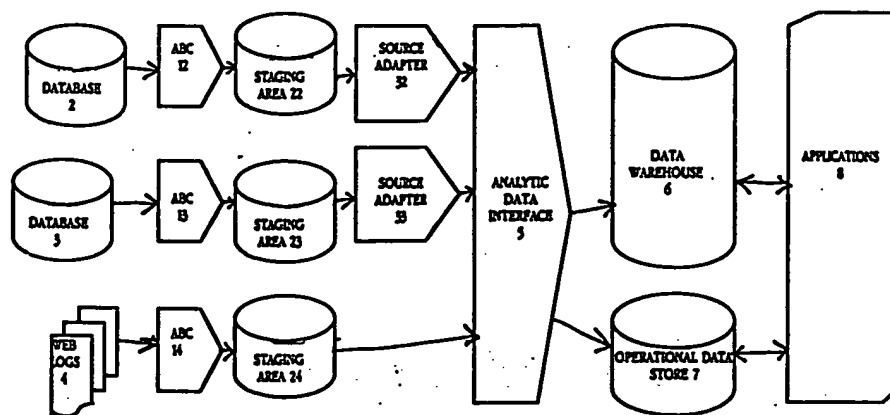 DATABASE
2
ABC
12
STAGING
AREA 22
SOURCE
ADAPTER
32
DATABASE
3
ABC
13
STAGING
AREA 23
SOURCE
ADAPTER
33
WEB
LOGS
4
ABC
14
STAGING
AREA 24
ANALYTIC
DATA
INTERFACE
5
DATA
WAREHOUSE
6
OPERATIONAL DATA
STORE 7
APPLICATIONS
8